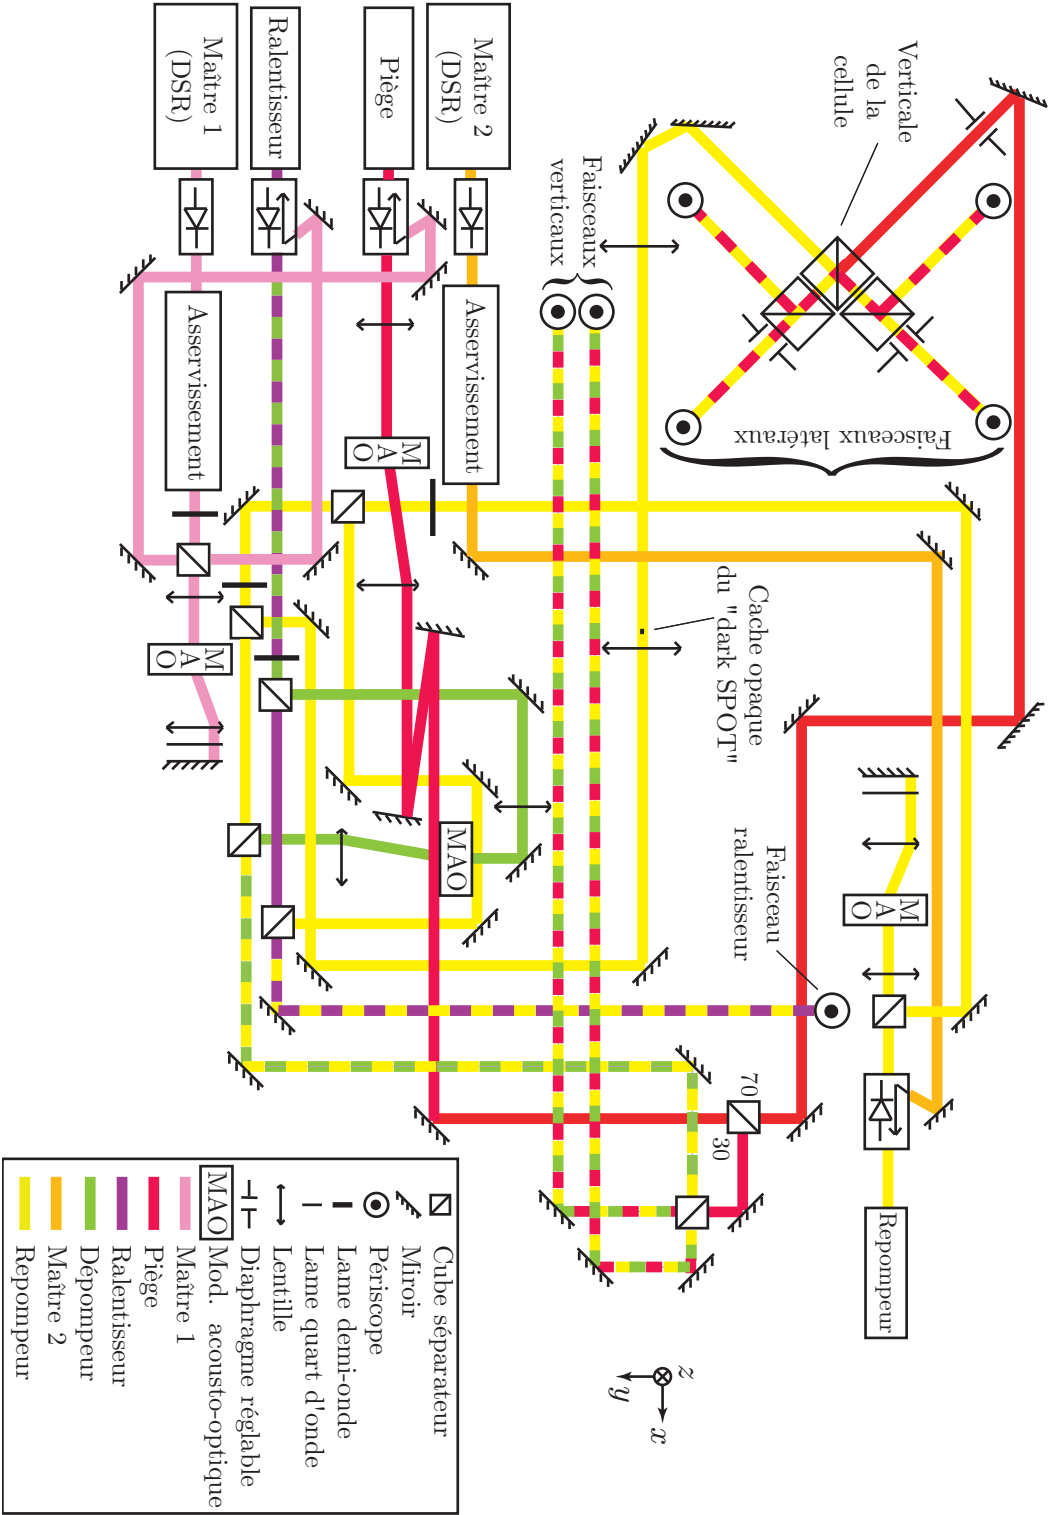 Maître 1
(DSR)
Ralentisseur
Piège
Maître 2
(DSR)
Verticale
de la
cellule
Faisceaux
verticaux
Faisceaux latéraux
Asservissement
Asservissement
MAO
MAO
MAO
MAO
Cache opaque
du "dark SPOT"
Faisceau
ralentisseur
70
30
Repompeur
z
y
x
Cube séparateur
Miroir
Périscope
Lame demi-onde
Lame quart d'onde
Lentille
Diaphragme réglable
MAO Mod. acousto-optique
Maître 1
Piège
Ralentisseur
Dépompeur
Maître 2
Repompeur